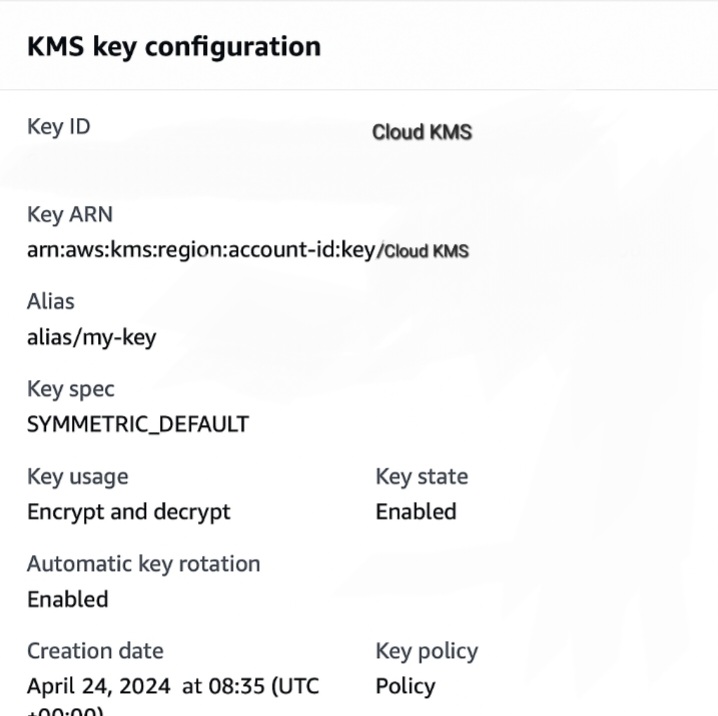 KMS key configuration
Key ID
Cloud KMS
Key ARN
arn:aws:kms:region:account-id:key/Cloud KMS
Alias
alias/my-key
Key spec
SYMMETRIC_DEFAULT
Key usage
Encrypt and decrypt
Key state
Enabled
Automatic key rotation
Enabled
Creation date
April 24, 2024 at 08:35 (UTC
+00:00)
Key policy
Policy